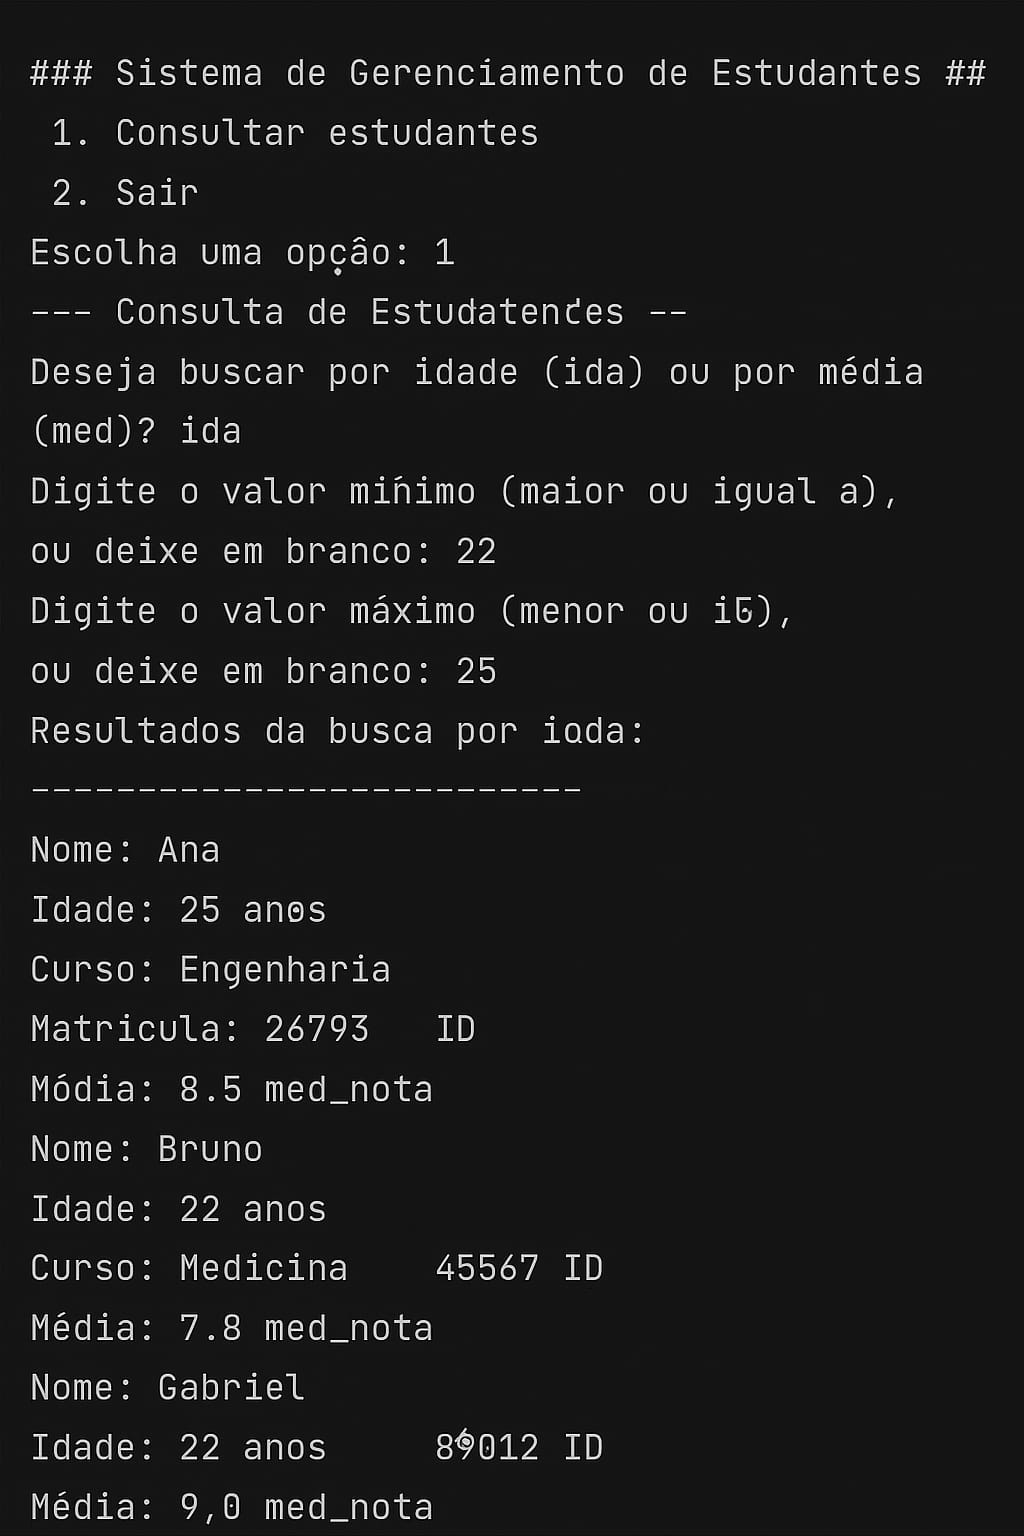 ### Sistema de Gerenciamento de Estudantes ##
1. Consultar estudantes
2. Sair
Escolha uma opçâo: 1
--- Consulta de Estudatenďes --
Deseja buscar por idade (ida) ou por média
(med)? ida
Digite o valor mińimo (maior ou igual a),
ou deixe em branco: 22
Digite o valor máximo (menor ou
ou deixe em branco: 25
Resultados da busca por iɑda:
--------------------------
Nome: Ana
Idade: 25 anos
Curso: Engenharia
Matricula: 26793   ID
Módia: 8.5 med_nota
Nome: Bruno
Idade: 22 anos
Curso: Medicina    45567 ID
Média: 7.8 med_nota
Nome: Gabriel
Idade: 22 anos     89012 ID
Média: 9,0 med_nota